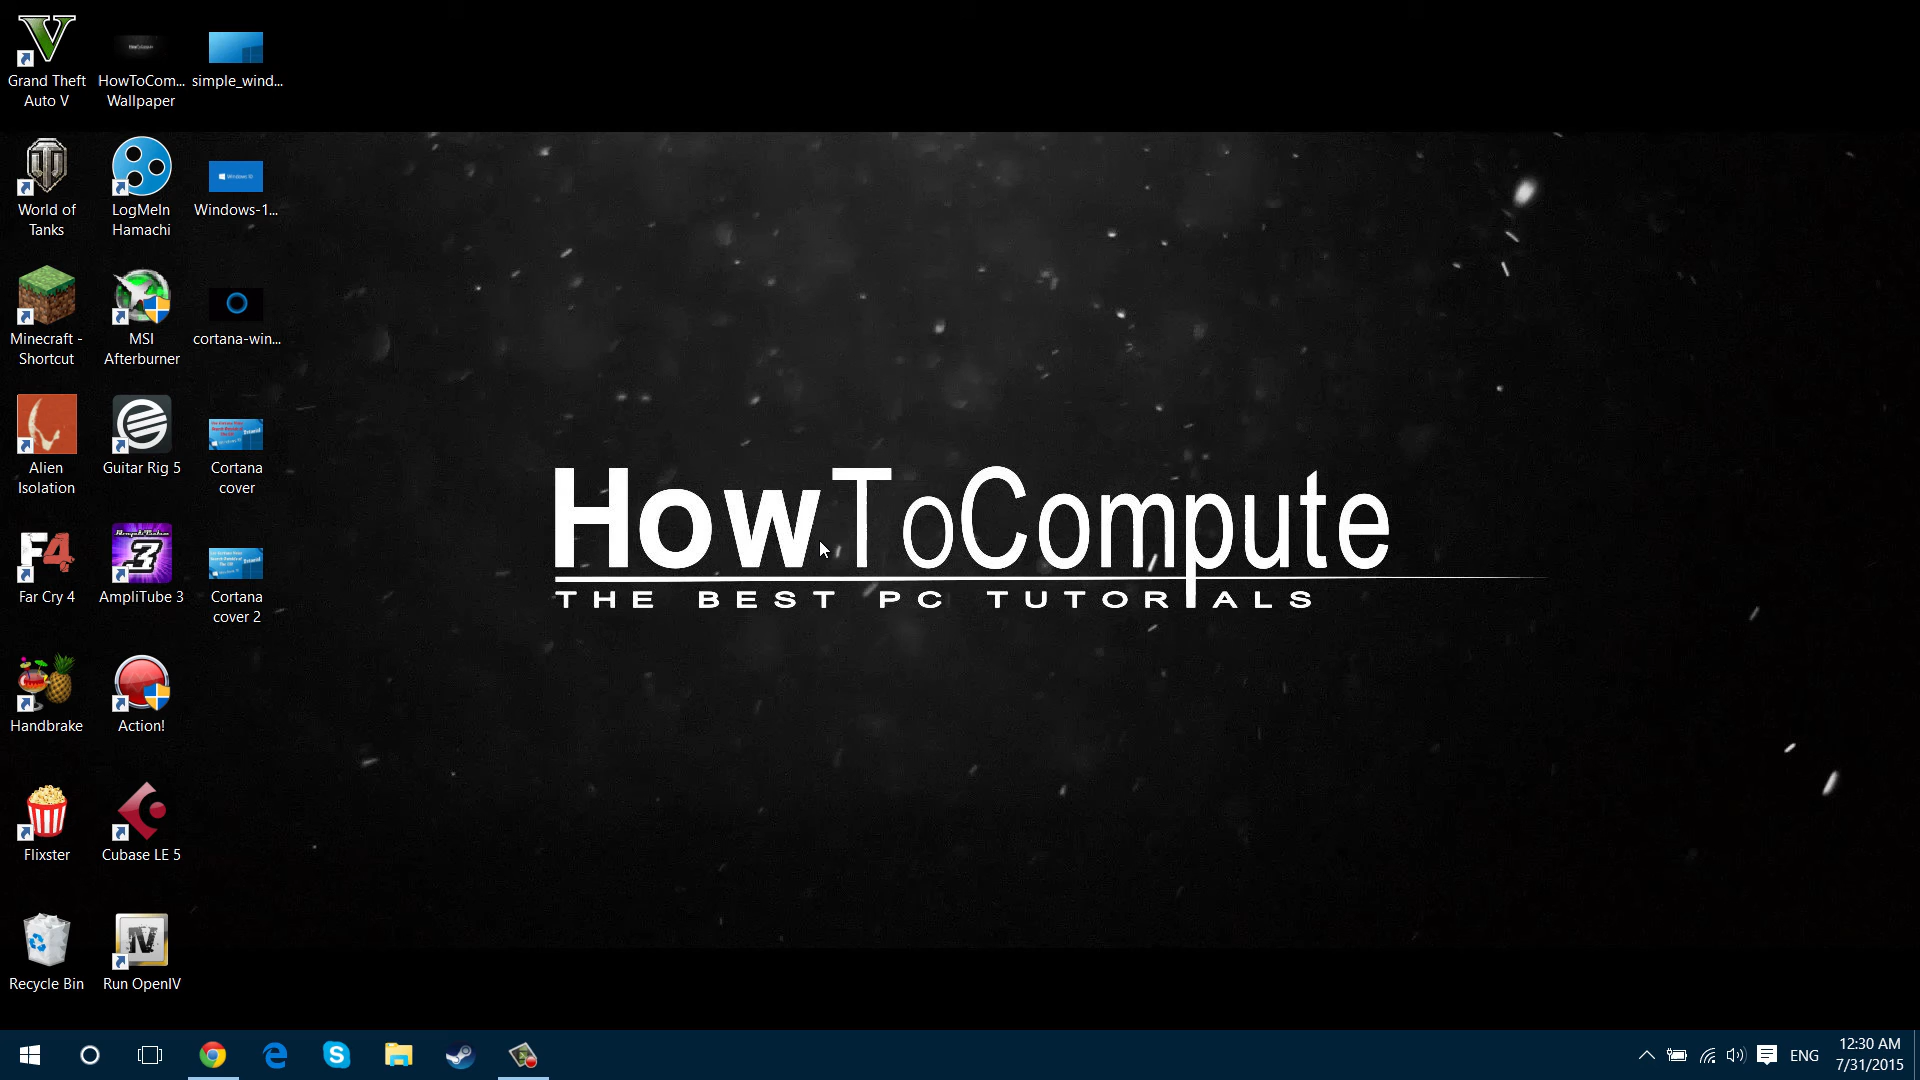 Grand Theft
Auto V
HowToCom...
Wallpaper
simple_wind...
World of
Tanks
LogMeIn
Hamachi
Windows-1...
Minecraft -
Shortcut
MSI
Afterburner
cortana-win...
Alien
Isolation
Guitar Rig 5
Cortana
cover
HowToCompute
THE BEST PC TUTORIALS
Far Cry 4
AmpliTube 3
Cortana
cover 2
Handbrake
Action!
Flixster
Cubase LE 5
Recycle Bin
Run OpenIV
ENG
12:30 AM
7/31/2015